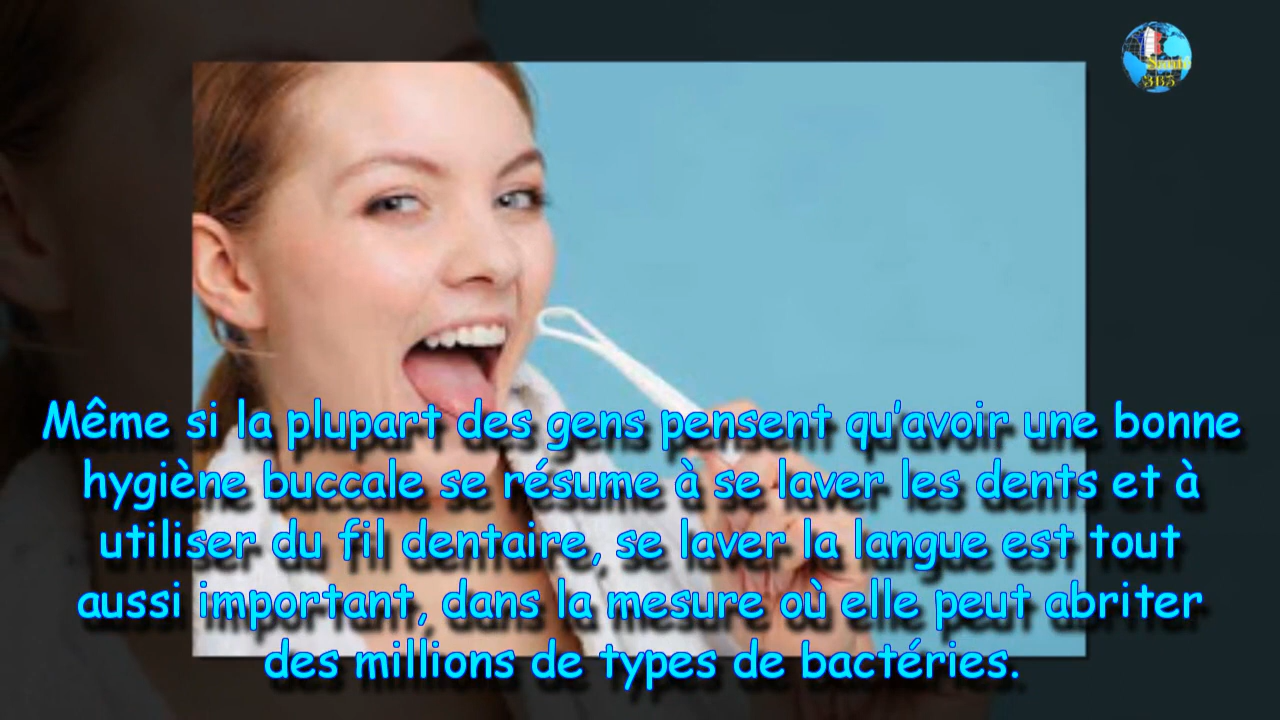 Santé
365
Même si la plupart des gens pensent qu'avoir une bonne
hygiène buccale se résume à se laver les dents et à
utiliser du fil dentaire, se laver la langue est tout
aussi important, dans la mesure où elle peut abriter
des millions de types de bactéries.